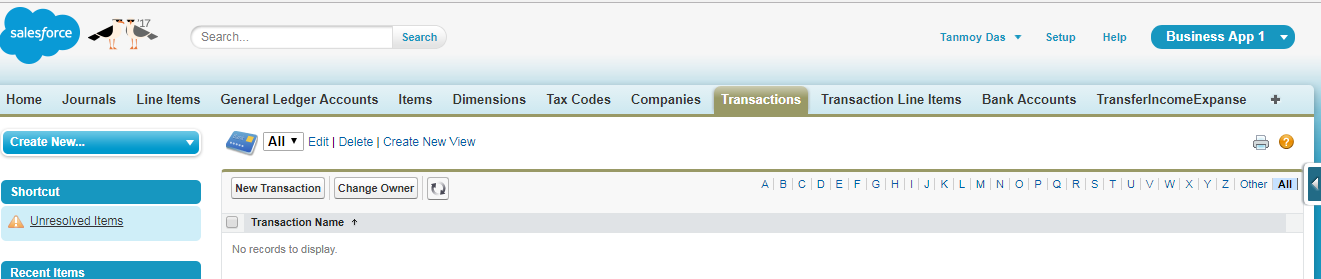 salesforce
'17
Search...
Search
Tanmoy Das
Setup
Help
Business App 1
Home Journals Line Items General Ledger Accounts Items Dimensions Tax Codes Companies Transactions Transaction Line Items Bank Accounts TransferIncomeExpanse +
Create New...
All Edit | Delete | Create New View
?
Shortcut
Unresolved Items
Recent Items
New Transaction Change Owner
A | B | C | D | E | F | G | H | I | J | K | L | M | N | O | P | Q | R | S | T | U | V | W | X | Y | Z | Other | All |
Transaction Name ↑
No records to display.